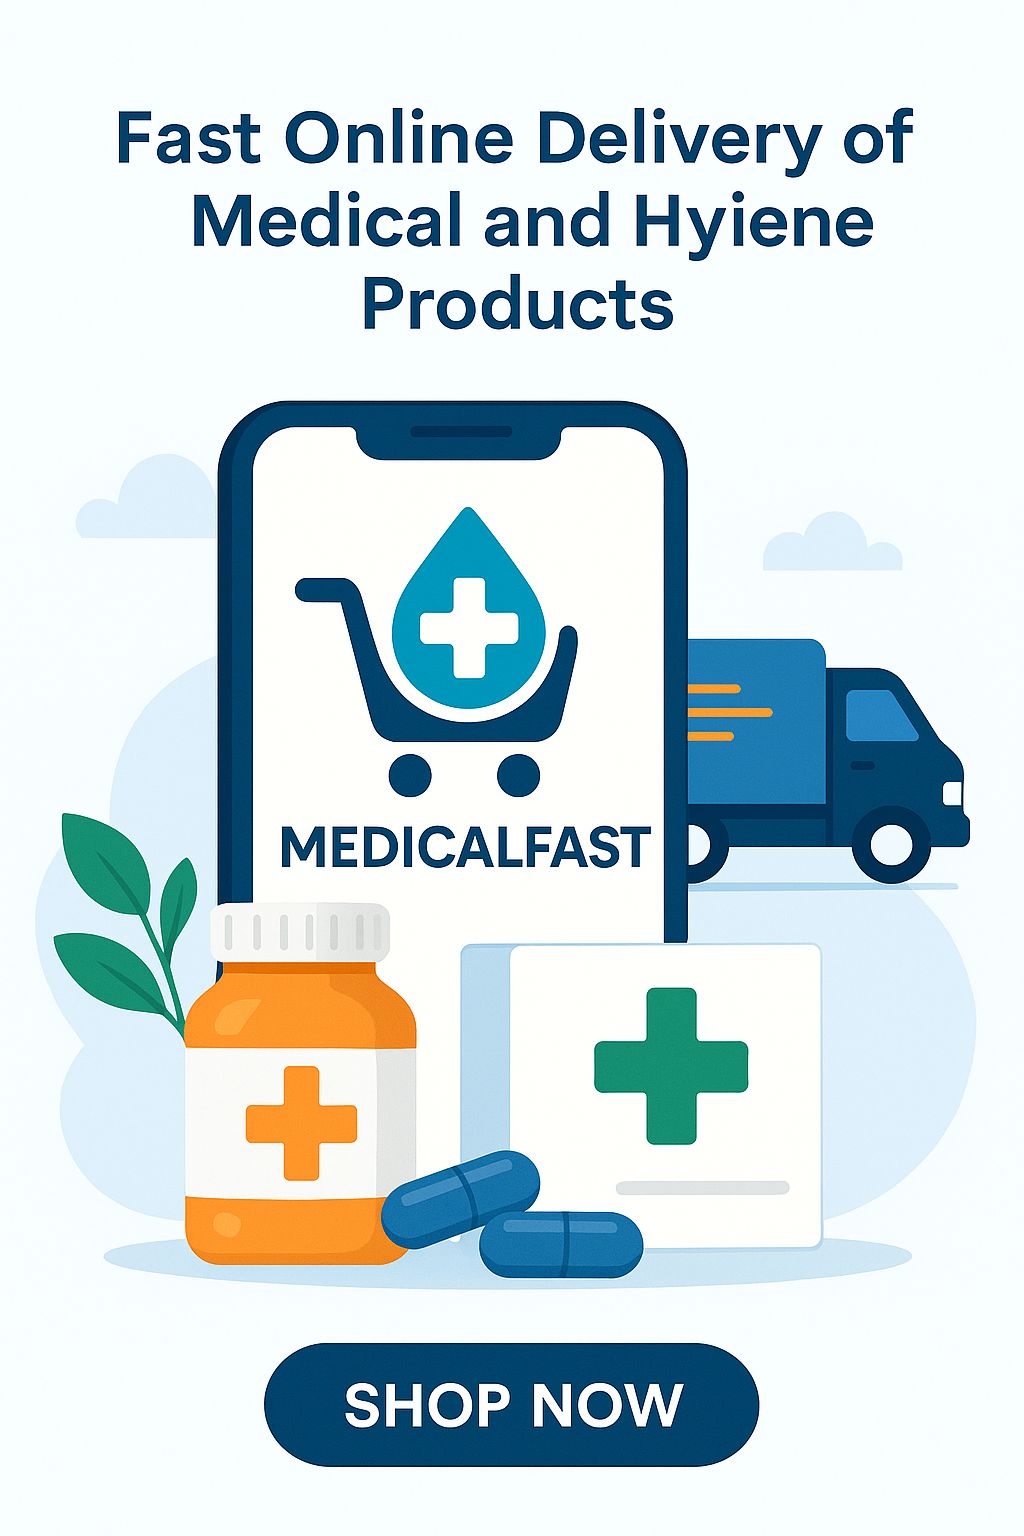 Fast Online Delivery of
Medical and Hyiene
Products
MEDICALFAST
SHOP NOW